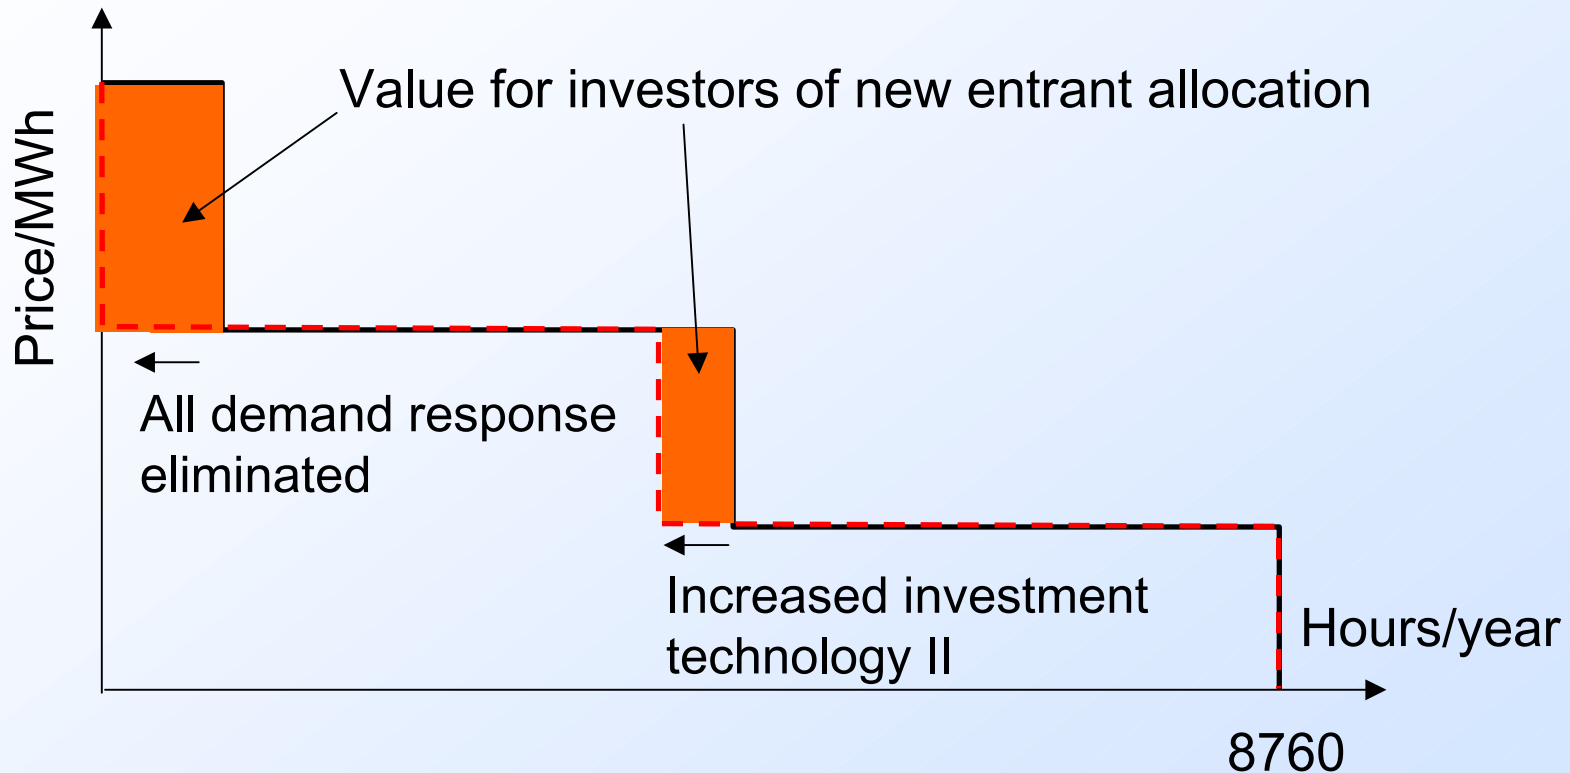 Value for investors of new entrant allocation
Price/MWh
All demand response
eliminated
Increased investment
technology II
Hours/year
8760